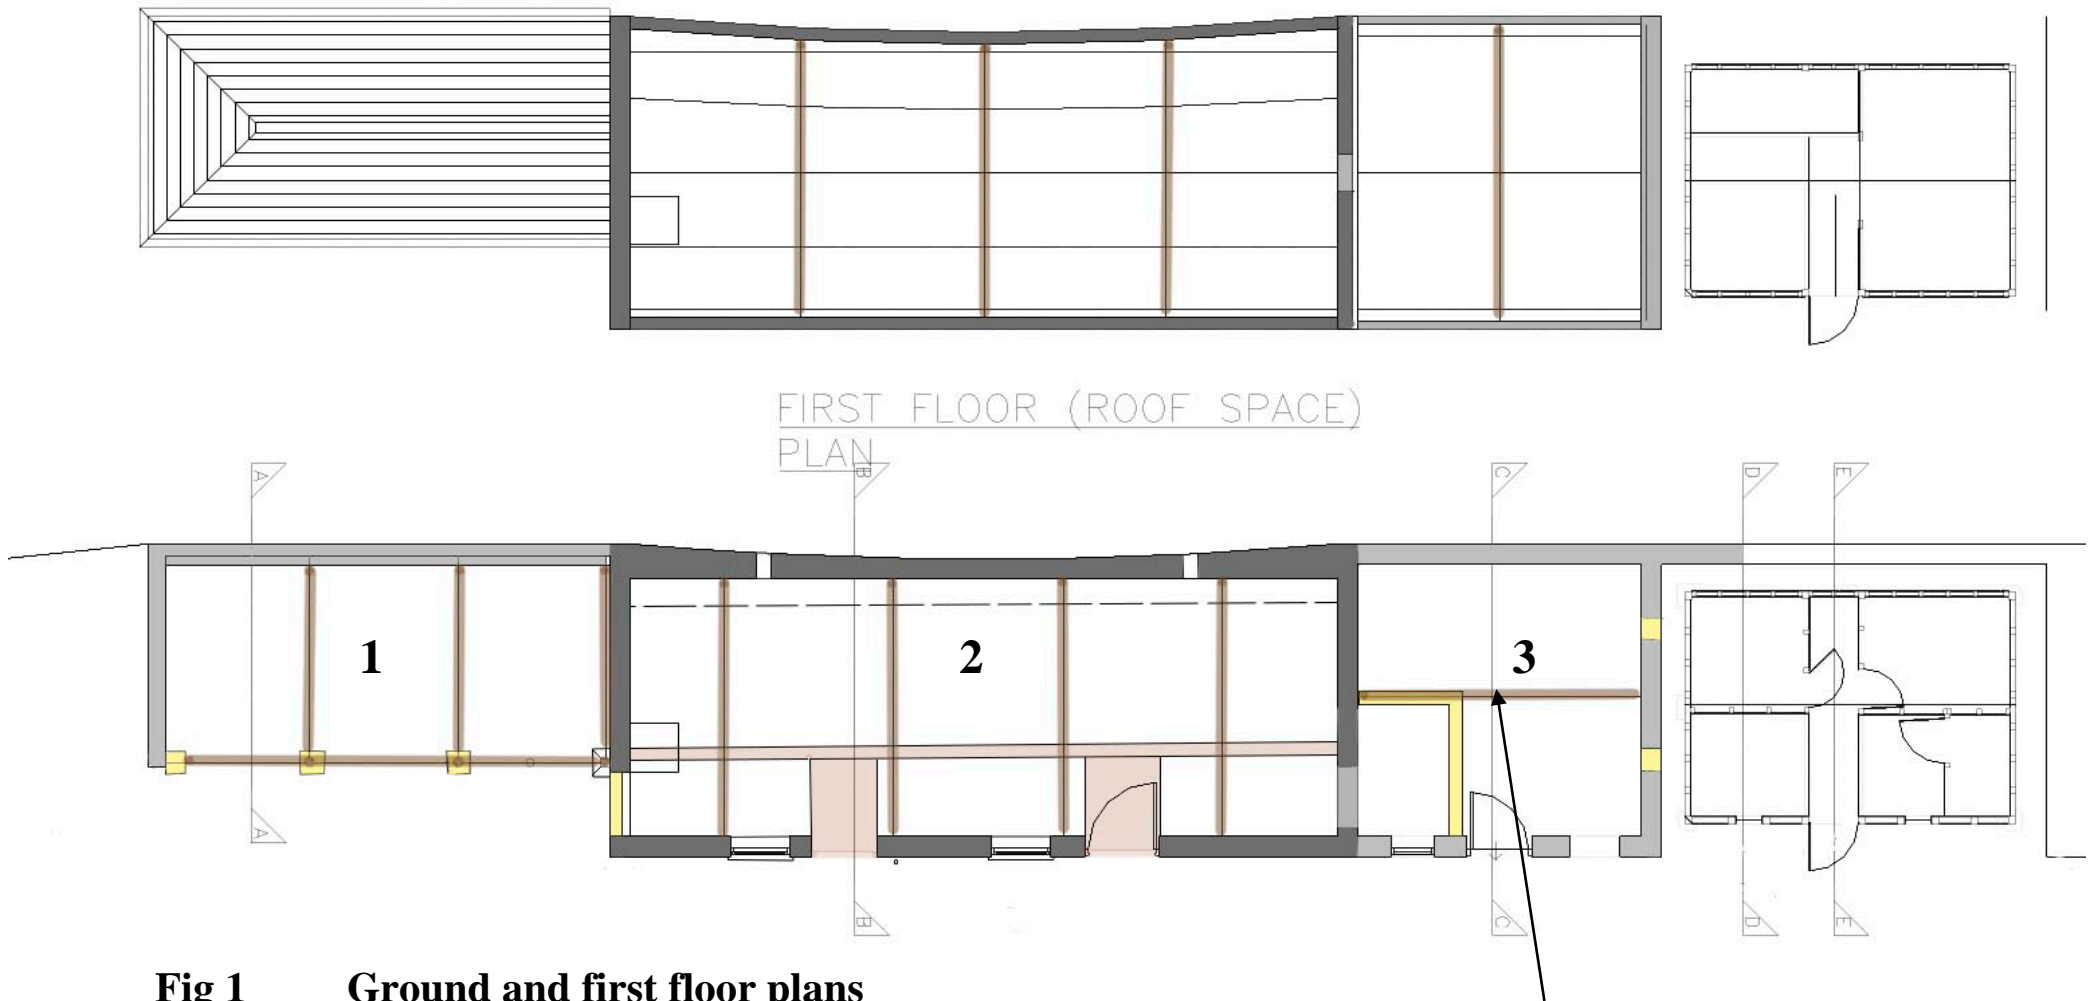 FIRST FLOOR (ROOF SPACE)
PLAN
A B C D E
1 2 3
A B C D E
Fig 1 Ground and first floor plans